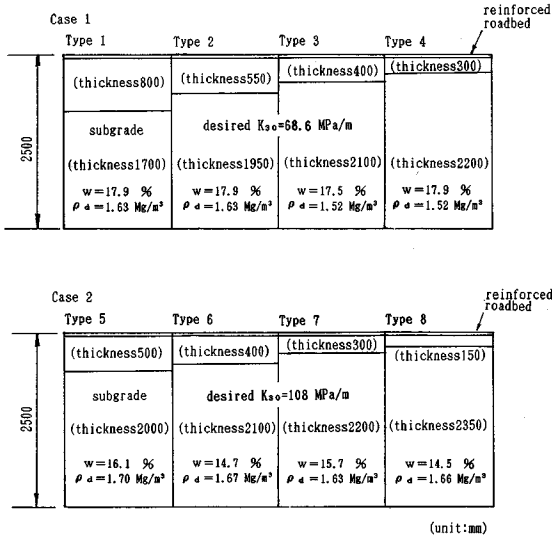 reinforced
roadbed
Case 1
Type 1 Type 2 Type 3 Type 4
(thickness800) (thickness550) (thickness400) (thickness300)
subgrade desired K₃₀=68.6 MPa/m
2500
(thickness1700) (thickness1950) (thickness2100) (thickness2200)
w=17.9 % w=17.9 % w=17.5 % w=17.9 %
ρd=1.63 Mg/m³ ρd=1.63 Mg/m³ ρd=1.52 Mg/m³ ρd=1.52 Mg/m³
reinforced
roadbed
Case 2
Type 5 Type 6 Type 7 Type 8
(thickness500) (thickness400) (thickness300) (thickness150)
subgrade desired K₃₀=108 MPa/m
2500
(thickness2000) (thickness2100) (thickness2200) (thickness2350)
w=16.1 % w=14.7 % w=15.7 % w=14.5 %
ρd=1.70 Mg/m³ ρd=1.67 Mg/m³ ρd=1.63 Mg/m³ ρd=1.66 Mg/m³
(unit:mm)